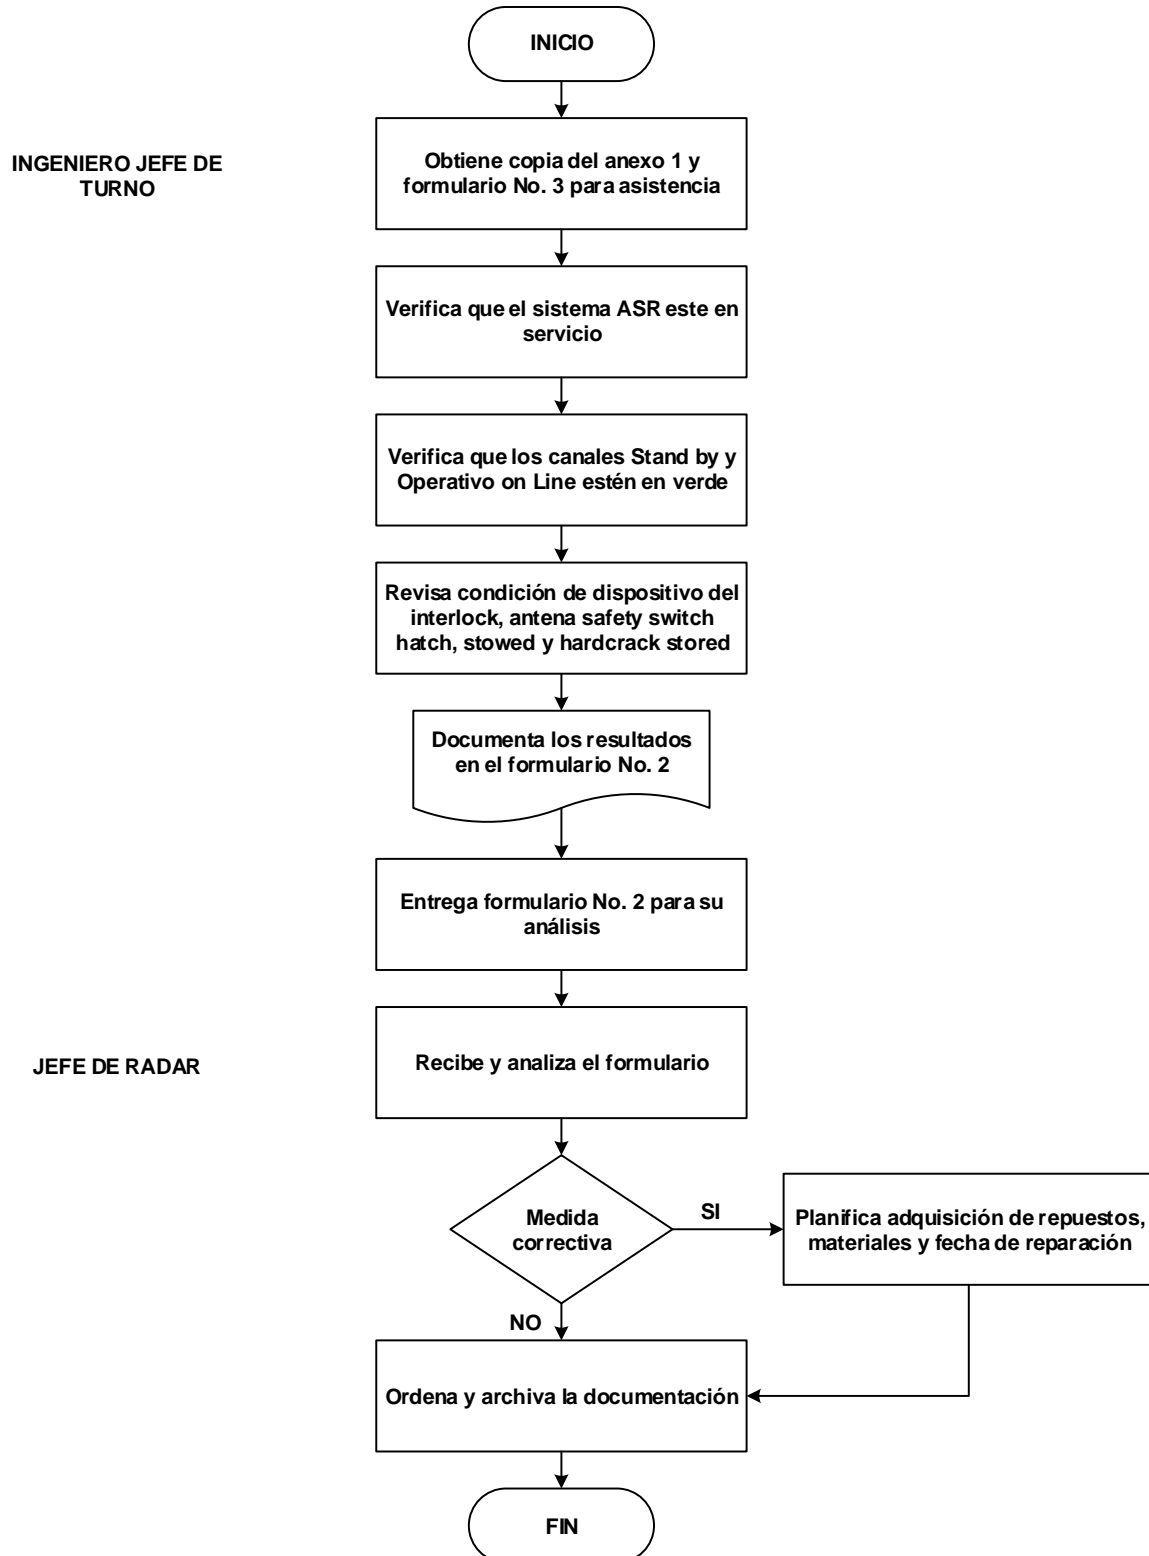 INICIO
INGENIERO JEFE DE
TURNO
Obtiene copia del anexo 1 y
formulario No. 3 para asistencia
Verifica que el sistema ASR este en
servicio
Verifica que los canales Stand by y
Operativo on Line estén en verde
Revisa condición de dispositivo del
interlock, antena safety switch
hatch, stowed y hardcrack stored
Documenta los resultados
en el formulario No. 2
Entrega formulario No. 2 para su
análisis
JEFE DE RADAR
Recibe y analiza el formulario
Medida
correctiva
SI
Planifica adquisición de repuestos,
materiales y fecha de reparación
NO
Ordena y archiva la documentación
FIN